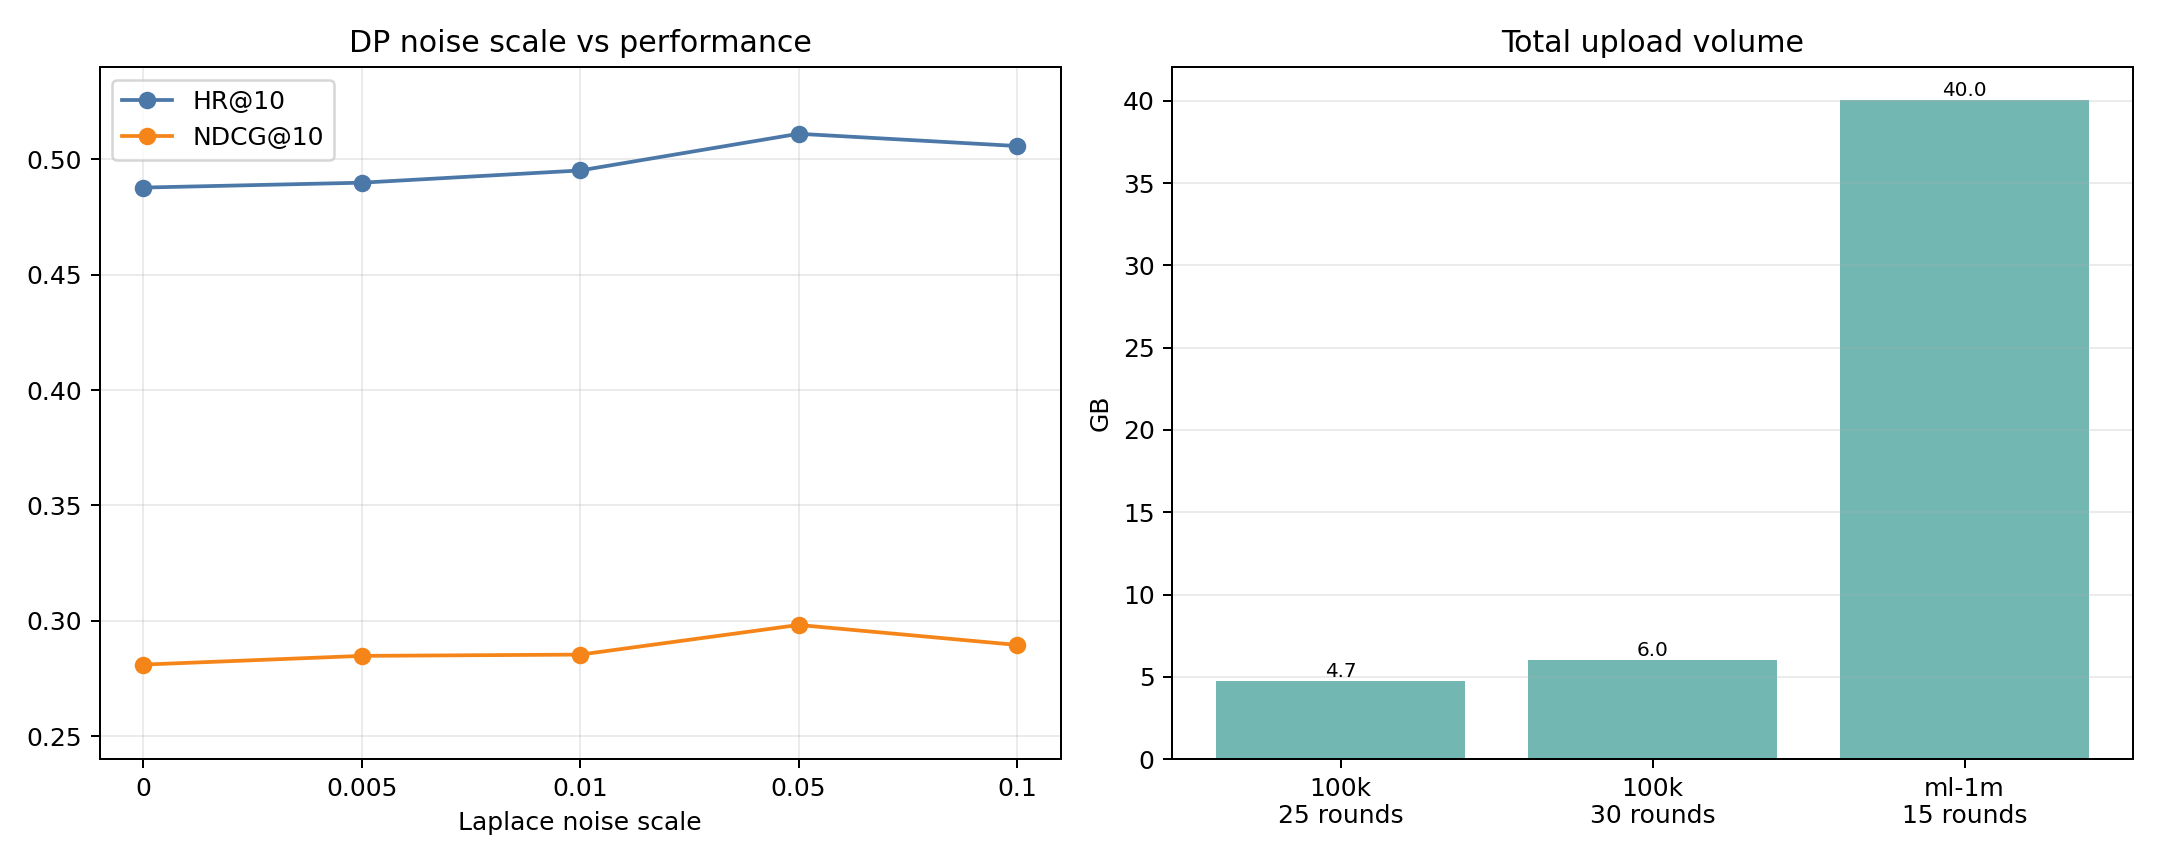 DP noise scale vs performance
HR@10
NDCG@10
0.50
0.45
0.40
0.35
0.30
0.25
0
0.005
0.01
0.05
0.1
Laplace noise scale
Total upload volume
GB
40
35
30
25
20
15
10
5
0
4.7
6.0
40.0
100k
25 rounds
100k
30 rounds
ml-1m
15 rounds